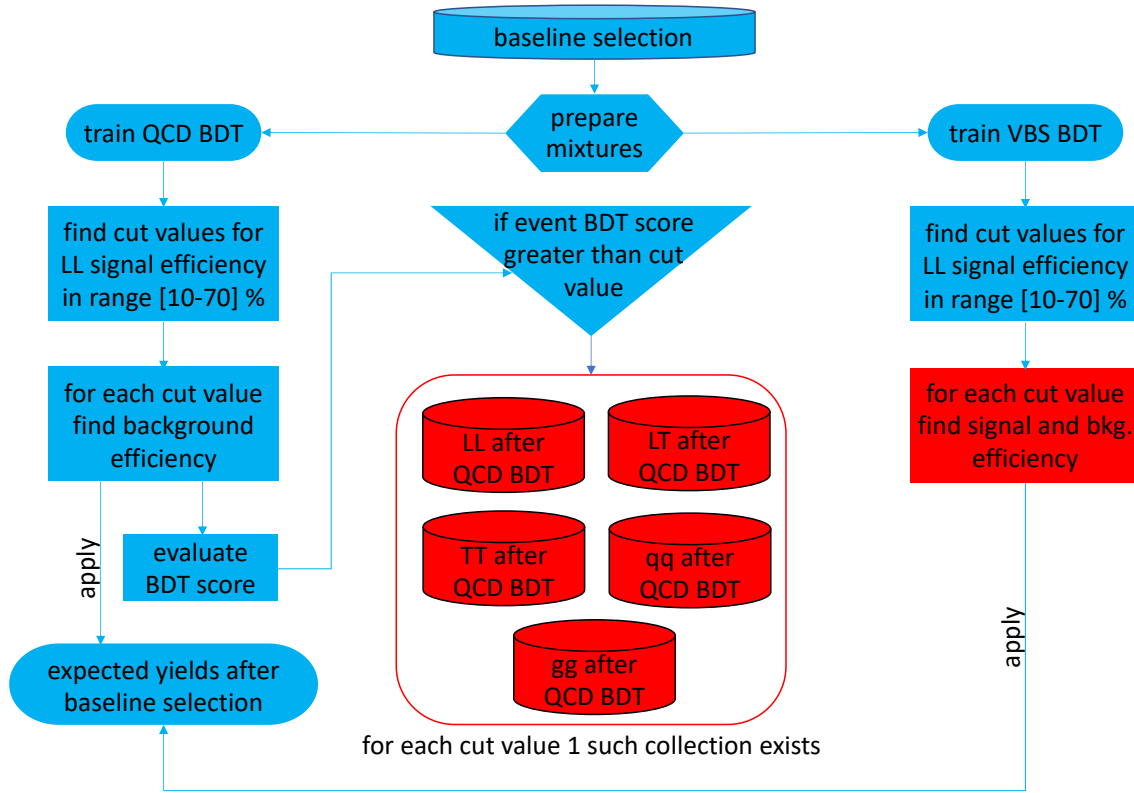 baseline selection
train QCD BDT
prepare
mixtures
train VBS BDT
find cut values for
LL signal efficiency
in range [10-70] %
if event BDT score
greater than cut
value
find cut values for
LL signal efficiency
in range [10-70] %
for each cut value
find background
efficiency
LL after
QCD BDT
LT after
QCD BDT
for each cut value
find signal and bkg.
efficiency
apply
evaluate
BDT score
TT after
QCD BDT
qq after
QCD BDT
apply
expected yields after
baseline selection
gg after
QCD BDT
for each cut value 1 such collection exists